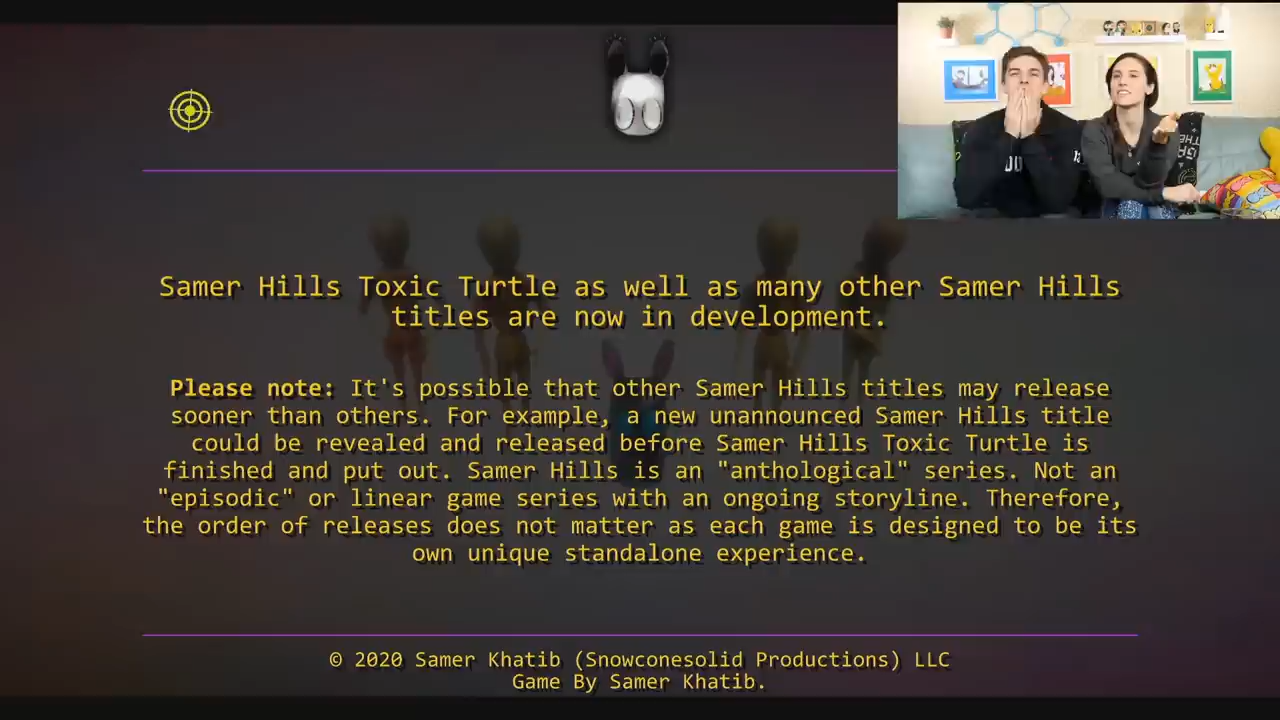 Samer Hills Toxic Turtle as well as many other Samer Hills
titles are now in development.
Please note: It's possible that other Samer Hills titles may release
sooner than others. For example, a new unannounced Samer Hills title
could be revealed and released before Samer Hills Toxic Turtle is
finished and put out. Samer Hills is an "anthological" series. Not an
"episodic" or linear game series with an ongoing storyline. Therefore,
the order of releases does not matter as each game is designed to be its
own unique standalone experience.
© 2020 Samer Khatib (Snowconesolid Productions) LLC
Game By Samer Khatib.